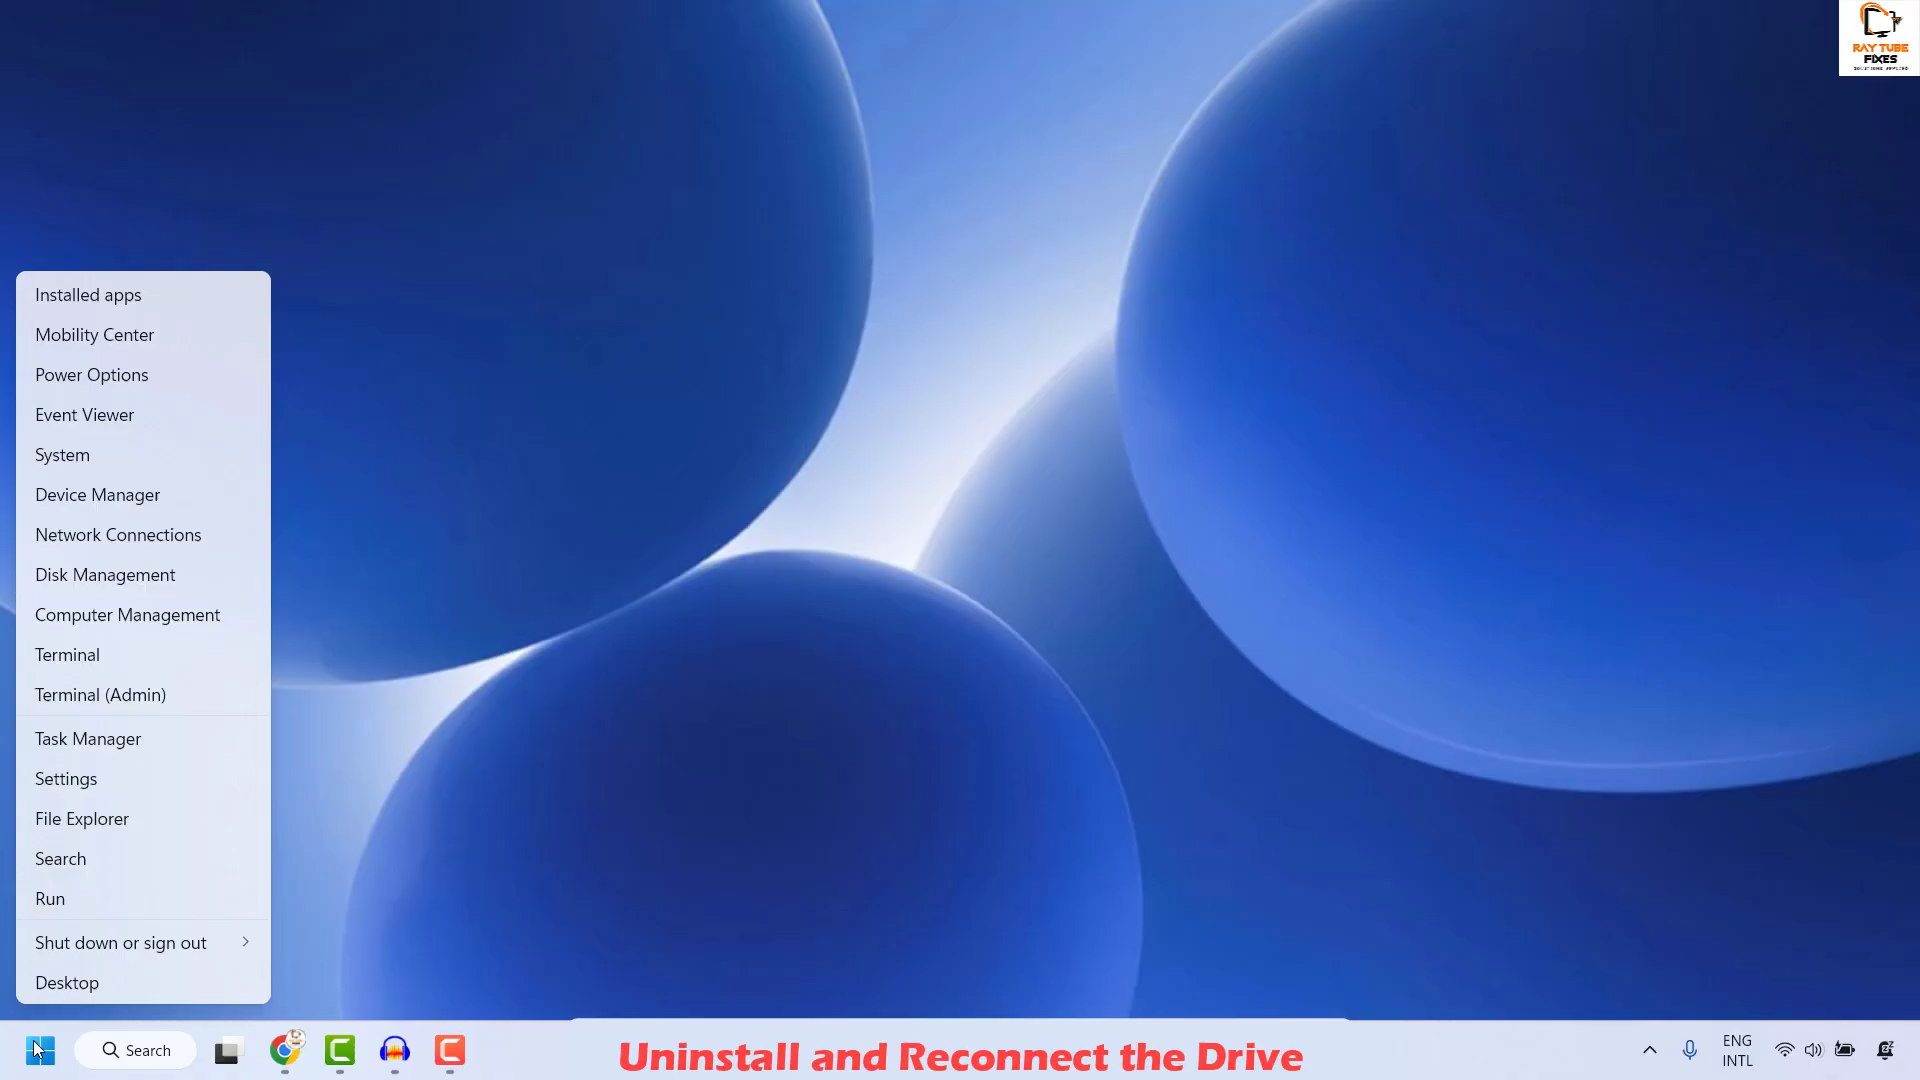 RAY TUBE
FIXES
Installed apps
Mobility Center
Power Options
Event Viewer
System
Device Manager
Network Connections
Disk Management
Computer Management
Terminal
Terminal (Admin)
Task Manager
Settings
File Explorer
Search
Run
Shut down or sign out
Desktop
Search
Uninstall and Reconnect the Drive
ENG
INTL